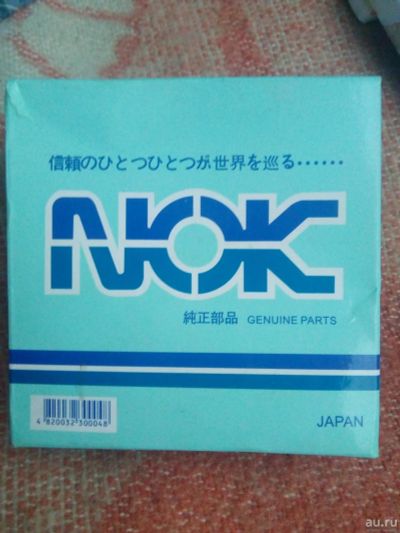 信頼のひとつひとつが世界を巡る……
NOK
純正部品 GENUINE PARTS
4 820032 300048
JAPAN
au.ru